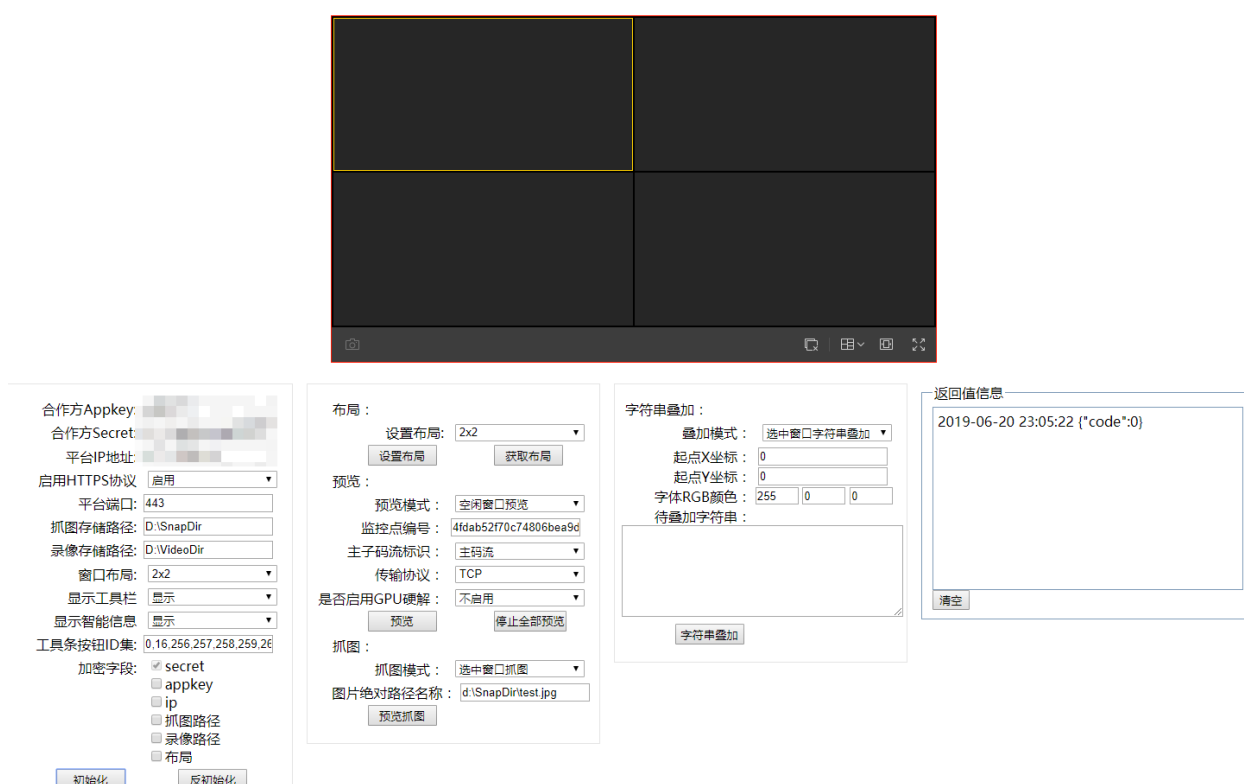 合作方Appkey:
合作方Secret:
平台IP地址:
启用HTTPS协议 启用
平台端口: 443
抓图存储路径: D:\SnapDir
录像存储路径: D:\VideoDir
窗口布局: 2x2
显示工具栏 显示
显示智能信息 显示
工具条按钮ID集: 0,16,256,257,258,259,26
加密字段: secret
appkey
ip
抓图路径
录像路径
布局
初始化 反初始化
布局：
设置布局: 2x2
设置布局 获取布局
预览：
预览模式： 空闲窗口预览
监控点编号： 4fdab52f70c74806bea9d
主子码流标识： 主码流
传输协议： TCP
是否启用GPU硬解： 不启用
预览 停止全部预览
抓图：
抓图模式： 选中窗口抓图
图片绝对路径名称： d:\SnapDir\test.jpg
预览抓图
字符串叠加：
叠加模式： 选中窗口字符串叠加
起点X坐标： 0
起点Y坐标： 0
字体RGB颜色： 255 0 0
待叠加字符串：
字符串叠加
返回值信息
2019-06-20 23:05:22 {"code":0}
清空